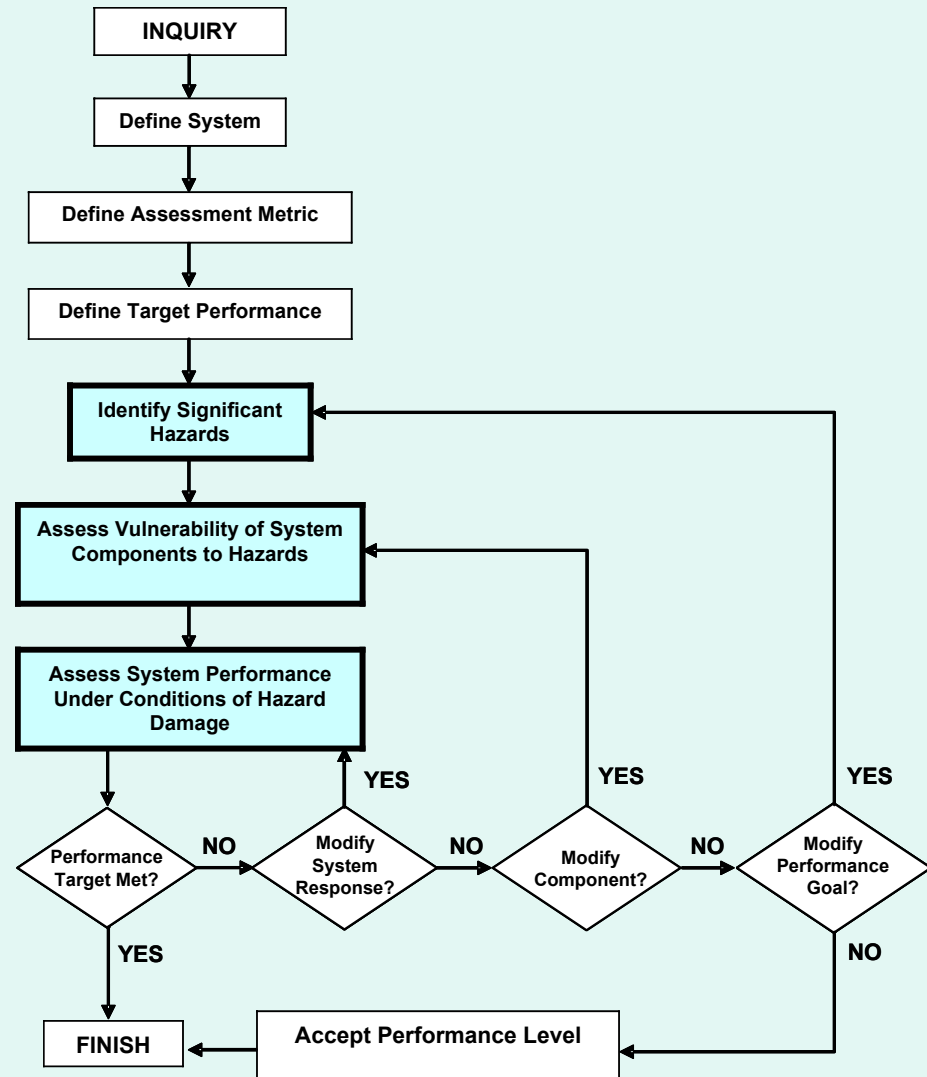 INQUIRY
Define System
Define Assessment Metric
Define Target Performance
Identify Significant
Hazards
Assess Vulnerability of System
Components to Hazards
Assess System Performance
Under Conditions of Hazard
Damage
YES
YES
YES
Performance
Target Met?
NO
Modify
System
Response?
NO
Modify
Component?
NO
Modify
Performance
Goal?
YES
NO
FINISH
Accept Performance Level